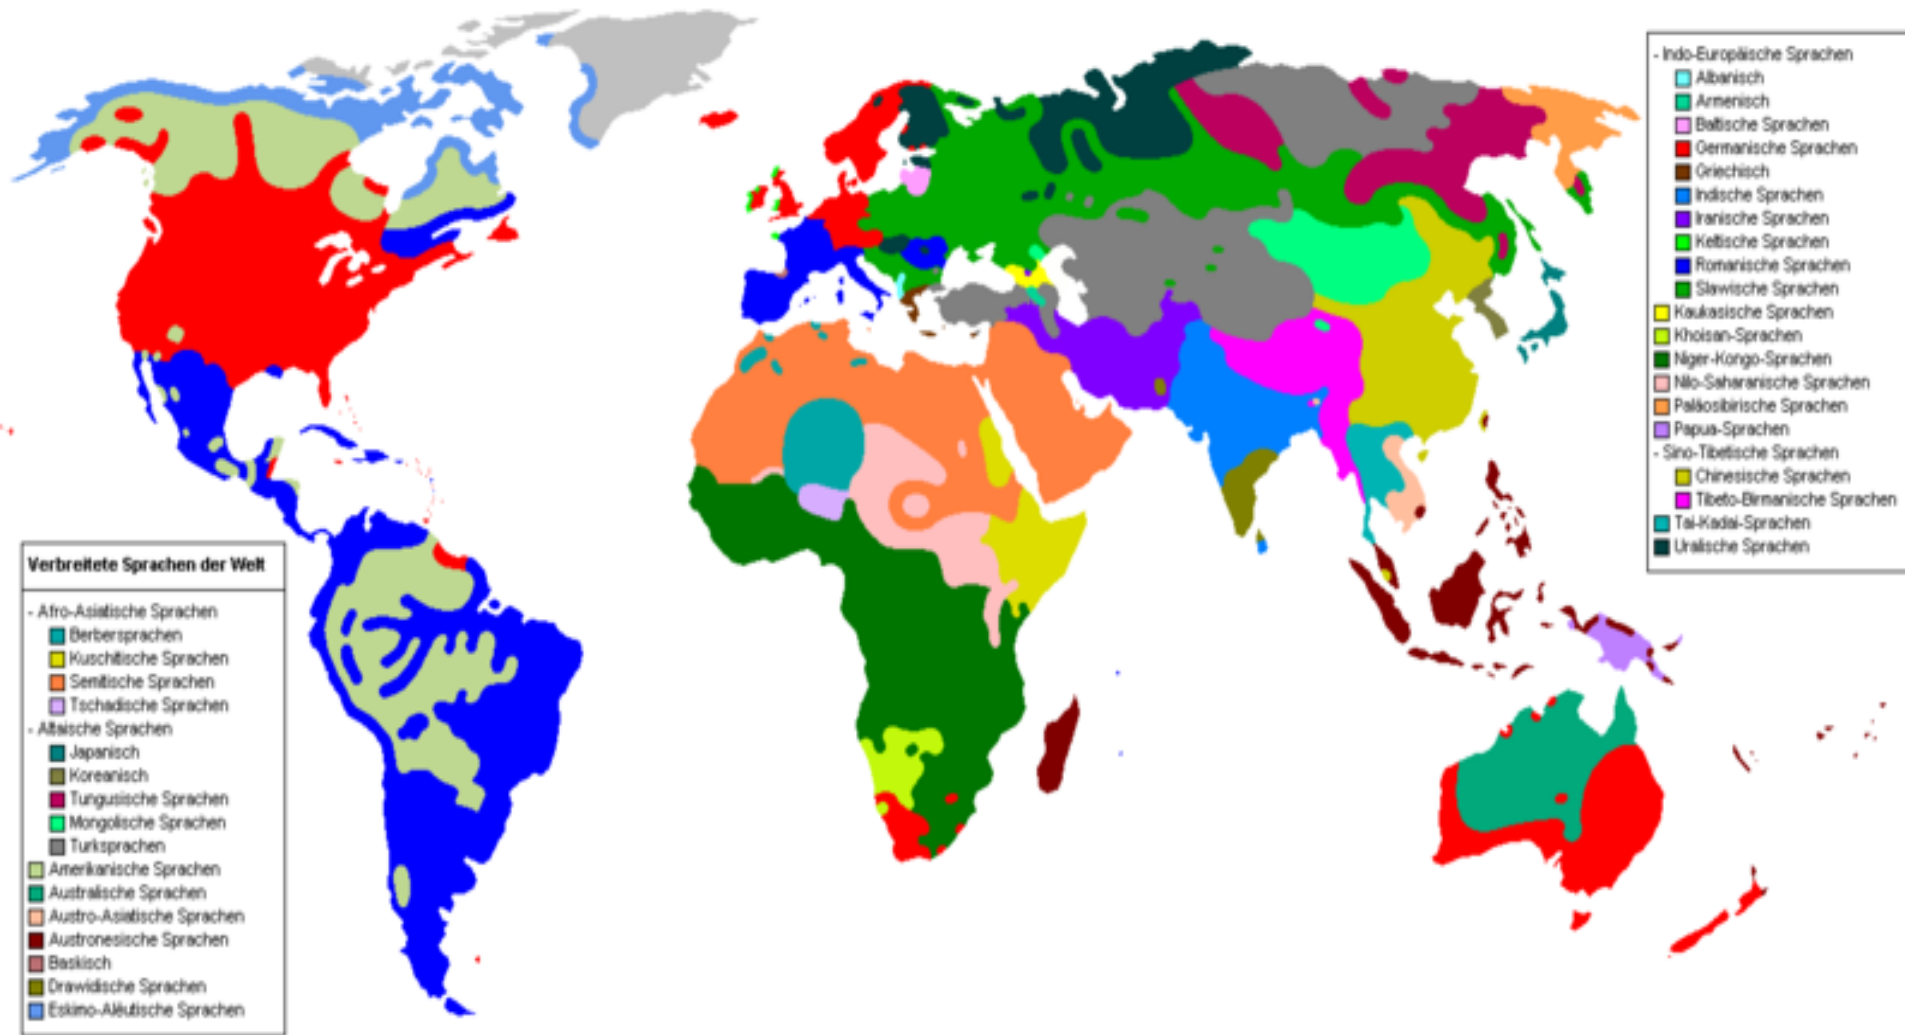 Verbreitete Sprachen der Welt
- Afro-Asiatische Sprachen
Berbersprachen
Kuschitische Sprachen
Semitische Sprachen
Tschadische Sprachen
- Altaische Sprachen
Japanisch
Koreanisch
Tungusische Sprachen
Mongolische Sprachen
Turksprachen
Amerikanische Sprachen
Australische Sprachen
Austro-Asiatische Sprachen
Austronesische Sprachen
Baskisch
Drawidische Sprachen
Eskimo-Aleutische Sprachen
- Indo-Europäische Sprachen
Albanisch
Armenisch
Baltische Sprachen
Germanische Sprachen
Griechisch
Indische Sprachen
Iranische Sprachen
Keltische Sprachen
Romanische Sprachen
Slawische Sprachen
Kaukasische Sprachen
Khoisan-Sprachen
Niger-Kongo-Sprachen
Nilo-Saharanische Sprachen
Paläosibirische Sprachen
Papua-Sprachen
- Sino-Tibetische Sprachen
Chinesische Sprachen
Tibeto-Birmanische Sprachen
Tai-Kadai-Sprachen
Uralische Sprachen